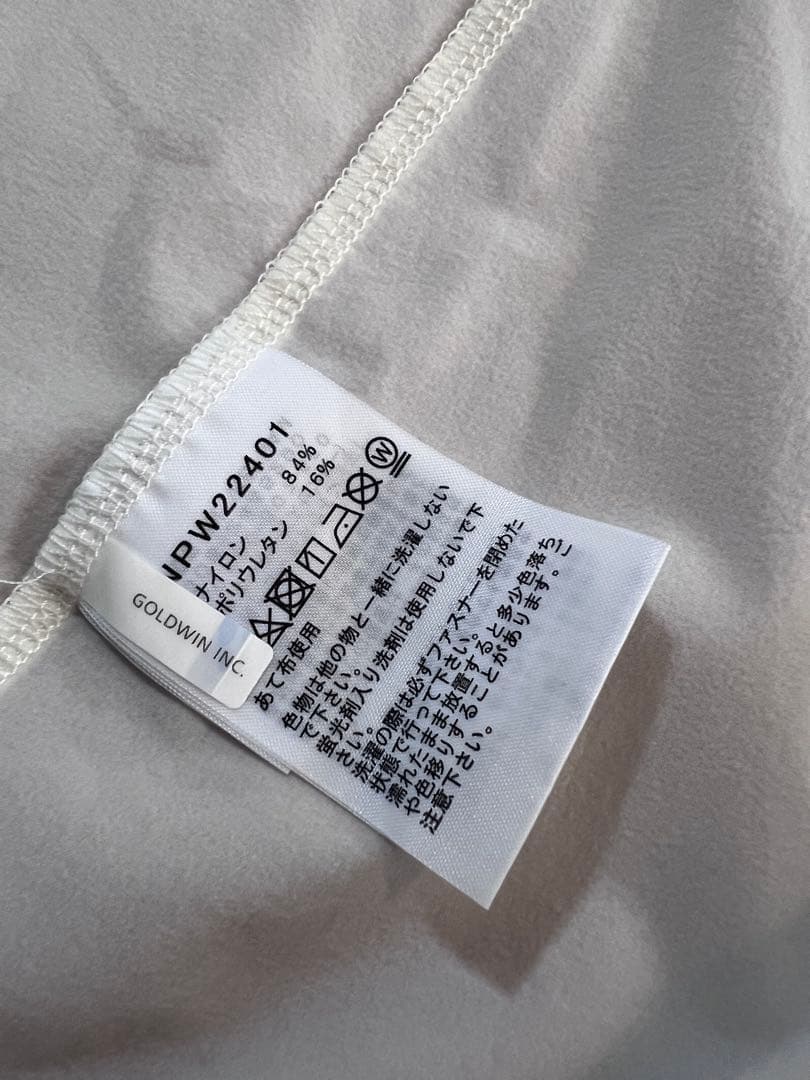 NPW22401
ナイロン 84%
ポリウレタン 16%
W
GOLDWIN INC.
あて布使用
色物は他の物と一緒に洗濯しない
で下さい。
蛍光剤入り洗剤は使用しないで下
さい。
洗濯の際は必ずファスナーを閉めた
状態で行って下さい。
濡れたまま放置すると多少色落ち
や色移りすることがあります。
注意下さい。